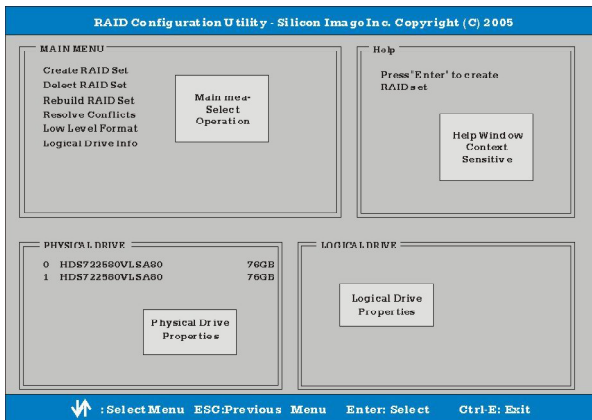 RAID Configuration Utility - Silicon Imago Inc. Copyright (C) 2005
MAIN MENU
Create RAID Set
Delect RAID Set
Rebuild RAID Set
Resolve Conflicts
Low Level Format
Logical Drive Info
Main mea-
Select
Operation
Help
Press "Enter" to create
RAID set
Help Window
Context
Sensitive
PHYSICAL DRIVE
0 HDS722580VLSA80 76GB
1 HDS722580VLSA80 76GB
Physical Drive
Properties
LOGICAL DRIVE
Logical Drive
Properties
: Select Menu ESC:Previous Menu Enter: Select Ctrl-E: Exit